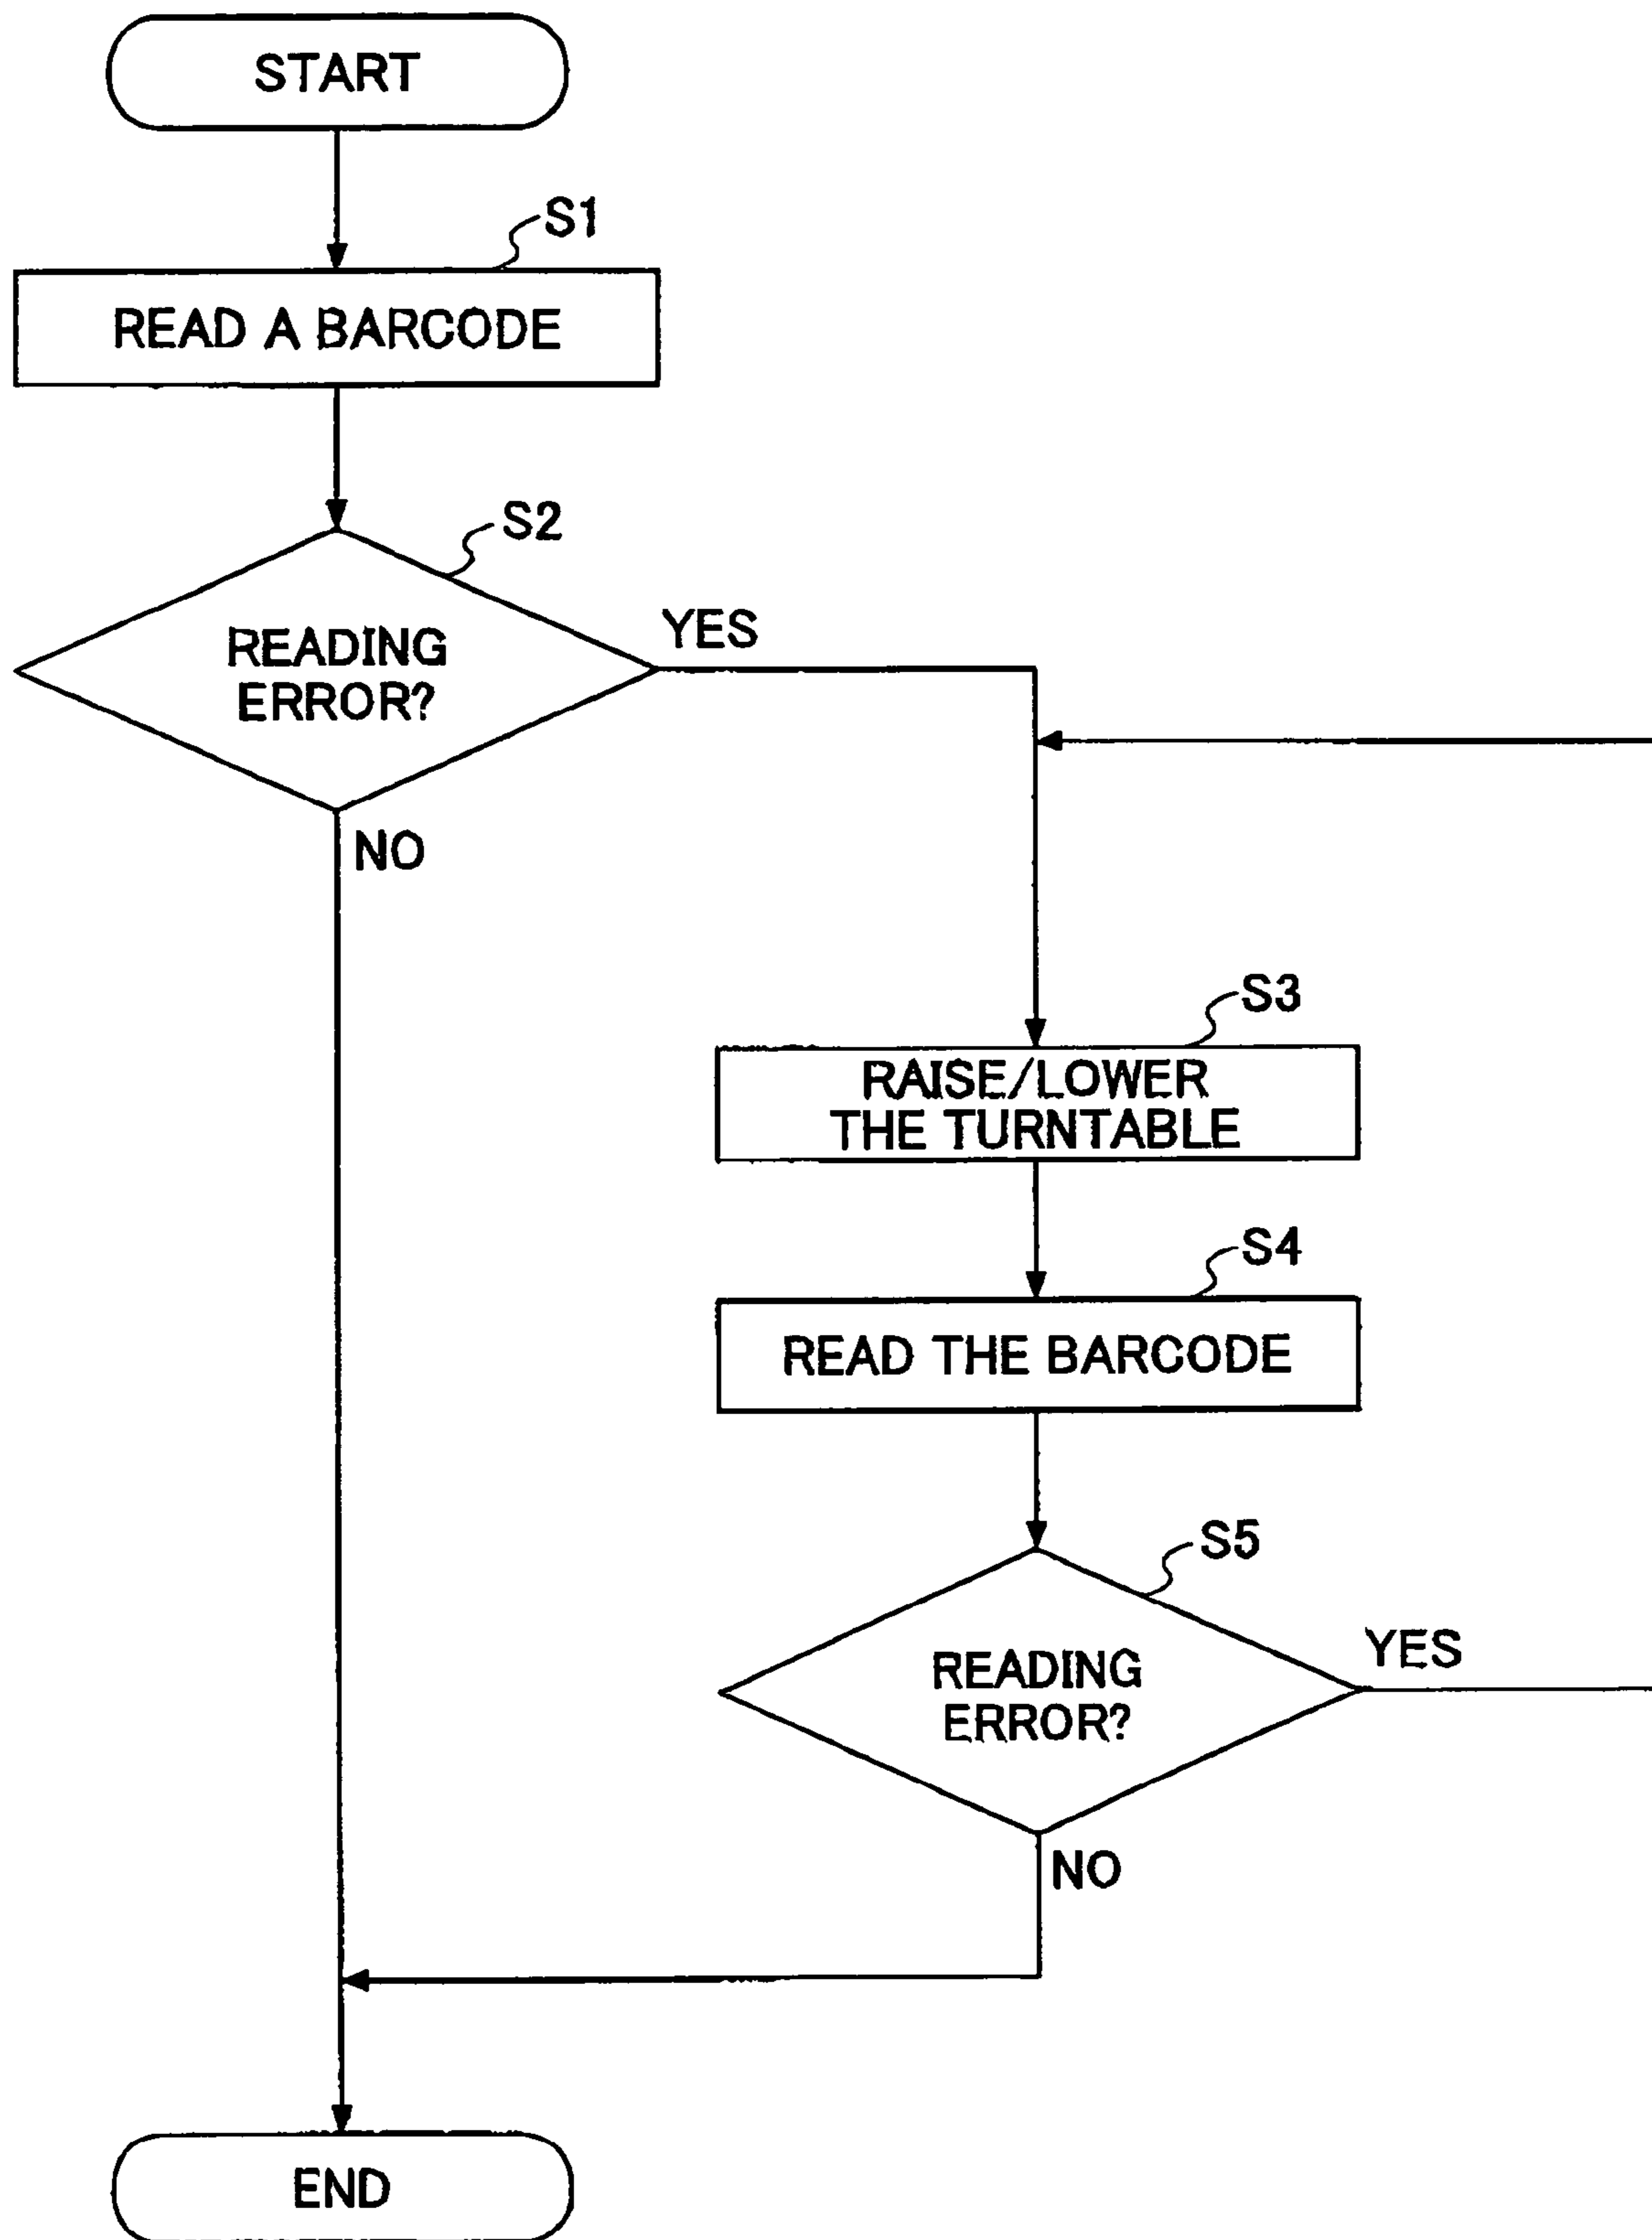 START
S1
READ A BARCODE
S2
READING
ERROR?
YES
NO
S3
RAISE/LOWER
THE TURNTABLE
S4
READ THE BARCODE
S5
READING
ERROR?
YES
NO
END